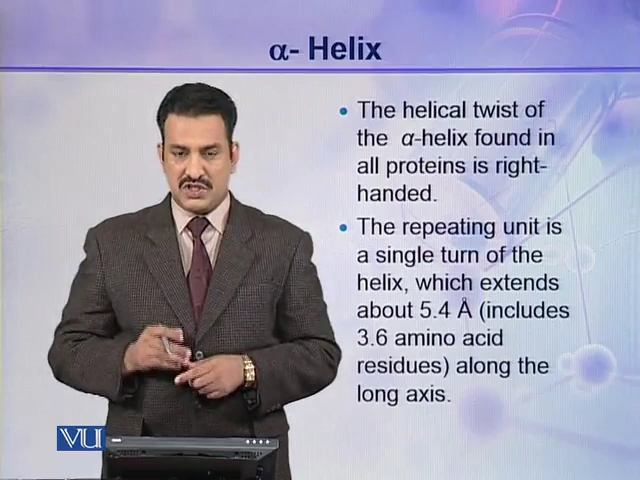 α- Helix
• The helical twist of
the α-helix found in
all proteins is right-
handed.
• The repeating unit is
a single turn of the
helix, which extends
about 5.4 Å (includes
3.6 amino acid
residues) along the
long axis.
VU